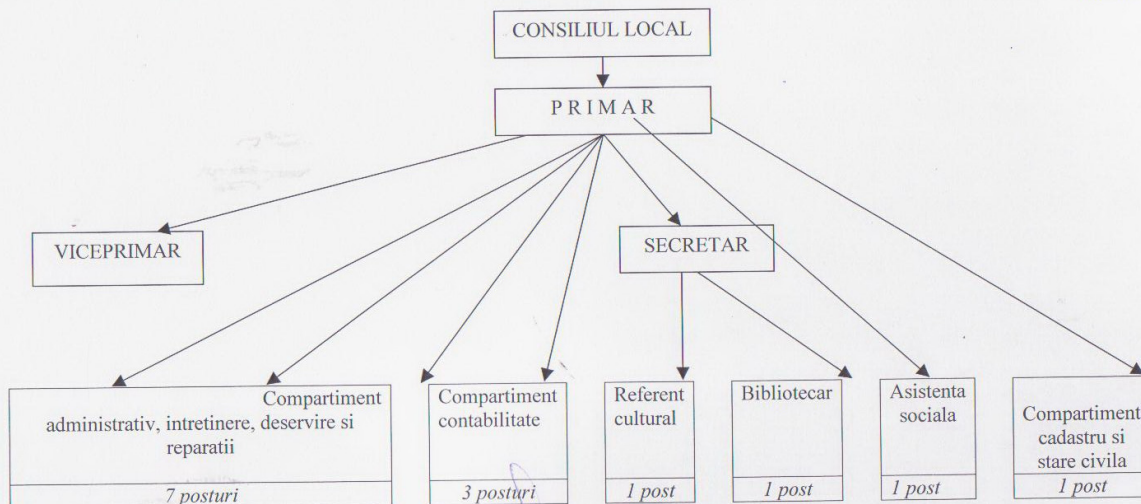 CONSILIUL LOCAL
P R I M A R
VICEPRIMAR
SECRETAR
Compartiment
administrativ, intretinere, deservire si
reparatii
7 posturi
Compartiment
contabilitate
3 posturi
Referent
cultural
1 post
Bibliotecar
1 post
Asistenta
sociala
1 post
Compartiment
cadastru si
stare civila
1 post